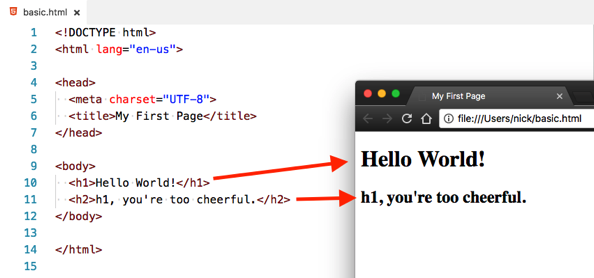 basic.html
1 <!DOCTYPE html>
2 <html lang="en-us">
3
4 <head>
5 <meta charset="UTF-8">
6 <title>My First Page</title>
7 </head>
8
9 <body>
10 <h1>Hello World!</h1>
11 <h2>h1, you're too cheerful.</h2>
12 </body>
13
14 </html>
15
My First Page
file:///Users/nick/basic.html
Hello World!
h1, you're too cheerful.